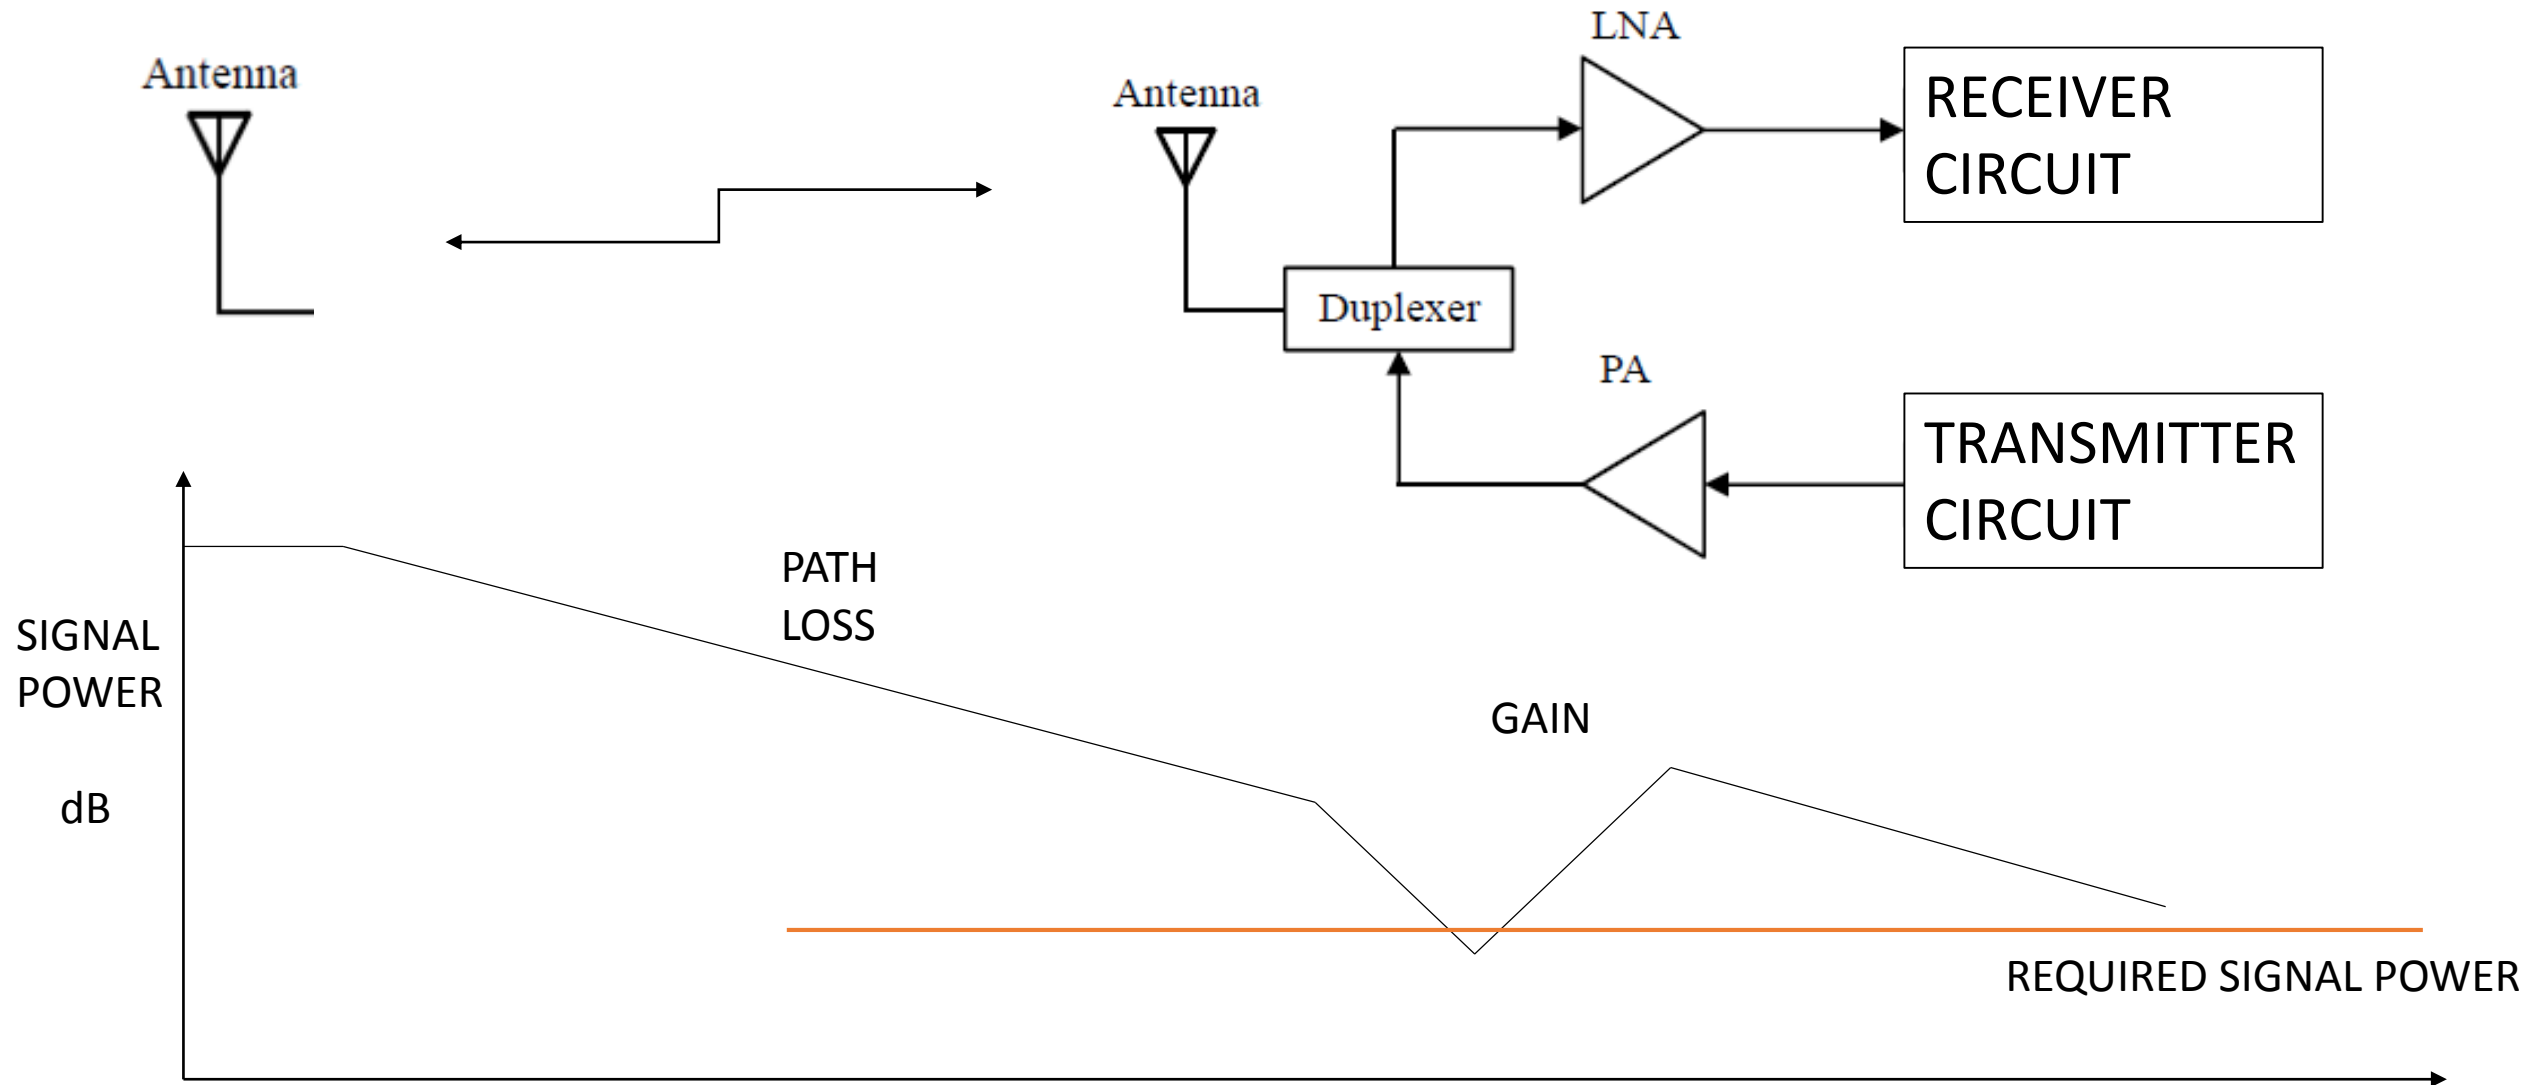 LNA
Antenna
Antenna
RECEIVER
CIRCUIT
Duplexer
PA
TRANSMITTER
CIRCUIT
PATH
LOSS
SIGNAL
POWER
dB
GAIN
REQUIRED SIGNAL POWER